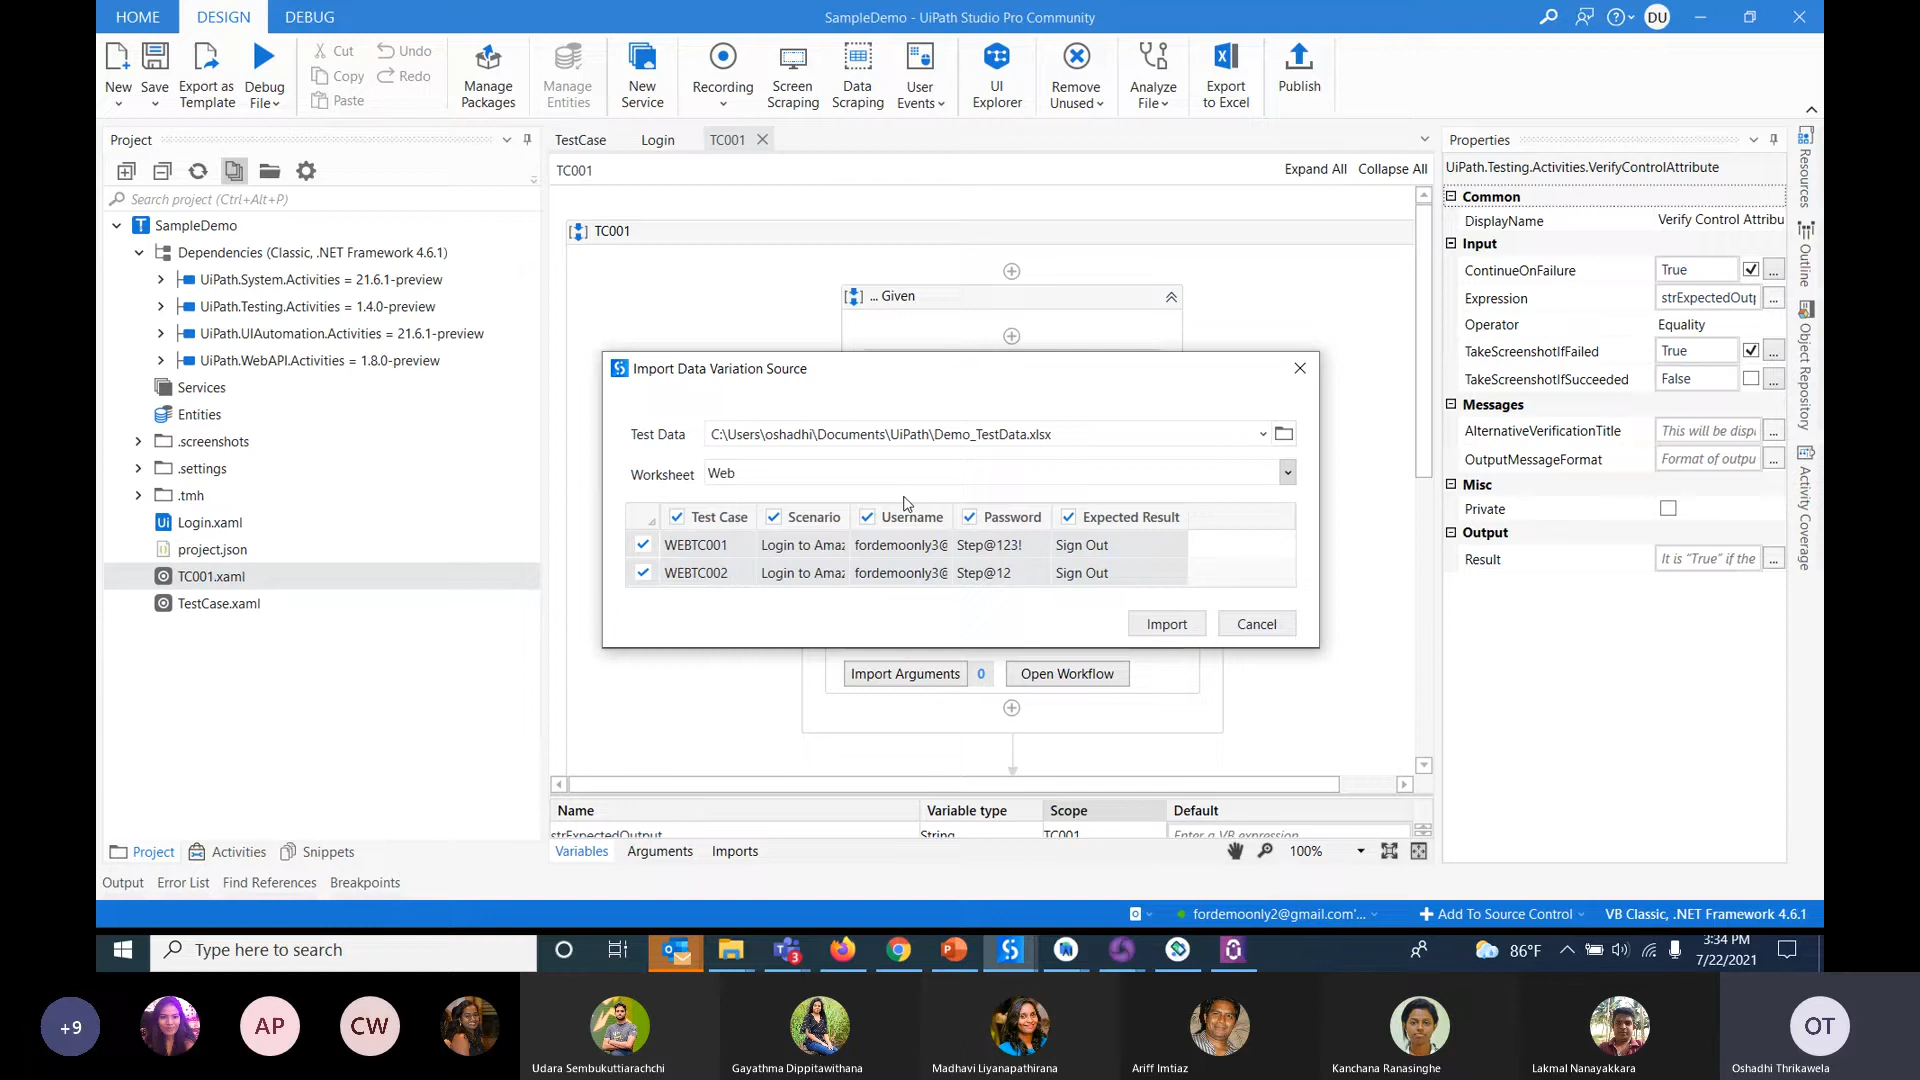 HOME DESIGN DEBUG SampleDemo - UiPath Studio Pro Community DU
New Save Export as Template Debug File Cut Copy Paste Undo Redo Manage Packages Manage Entities New Service Recording Screen Scraping Data Scraping User Events UI Explorer Remove Unused Analyze File Export to Excel Publish
Project
Search project (Ctrl+Alt+P)
SampleDemo
Dependencies (Classic, .NET Framework 4.6.1)
UiPath.System.Activities = 21.6.1-preview
UiPath.Testing.Activities = 1.4.0-preview
UiPath.UIAutomation.Activities = 21.6.1-preview
UiPath.WebAPI.Activities = 1.8.0-preview
Services
Entities
.screenshots
.settings
.tmh
Login.xaml
project.json
TC001.xaml
TestCase.xaml
TestCase Login TC001
TC001 Expand All Collapse All
TC001
... Given
Import Data Variation Source
Test Data C:\Users\oshadhi\Documents\UiPath\Demo_TestData.xlsx
Worksheet Web
Test Case Scenario Username Password Expected Result
WEBTC001 Login to Amaz fordemoonly3@ Step@123! Sign Out
WEBTC002 Login to Amaz fordemoonly3@ Step@12 Sign Out
Import Cancel
Import Arguments 0 Open Workflow
Name Variable type Scope Default
strExpectedOutput String TC001 Enter a VB expression
Variables Arguments Imports 100%
Properties
UiPath.Testing.Activities.VerifyControlAttribute
Common
DisplayName Verify Control Attribu
Input
ContinueOnFailure True ...
Expression strExpectedOutp ...
Operator Equality
TakeScreenshotIfFailed True ...
TakeScreenshotIfSucceeded False ...
Messages
AlternativeVerificationTitle This will be displ ...
OutputMessageFormat Format of outpu ...
Misc
Private
Output
Result It is "True" if the ...
Resources
Outline
Object Repository
Activity Coverage
Project Activities Snippets
Output Error List Find References Breakpoints
fordemoonly2@gmail.com'... Add To Source Control VB Classic, .NET Framework 4.6.1
Type here to search 3 86°F 3:34 PM
7/22/2021
+9 AP CW OT
Udara Sembukuttiarachchi Gayathma Dippitawithana Madhavi Liyanapathirana Ariff Imtiaz Kanchana Ranasinghe Lakmal Nanayakkara Oshadhi Thrikawela